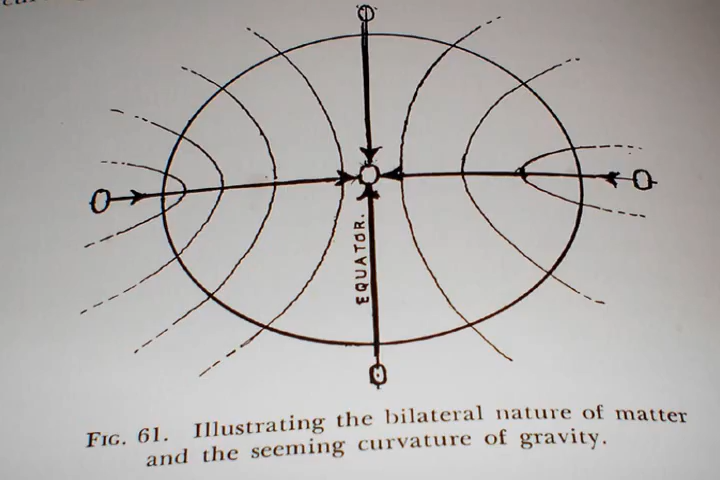 O
O
O
O
EQUATOR.
O
FIG. 61. Illustrating the bilateral nature of matter
and the seeming curvature of gravity.